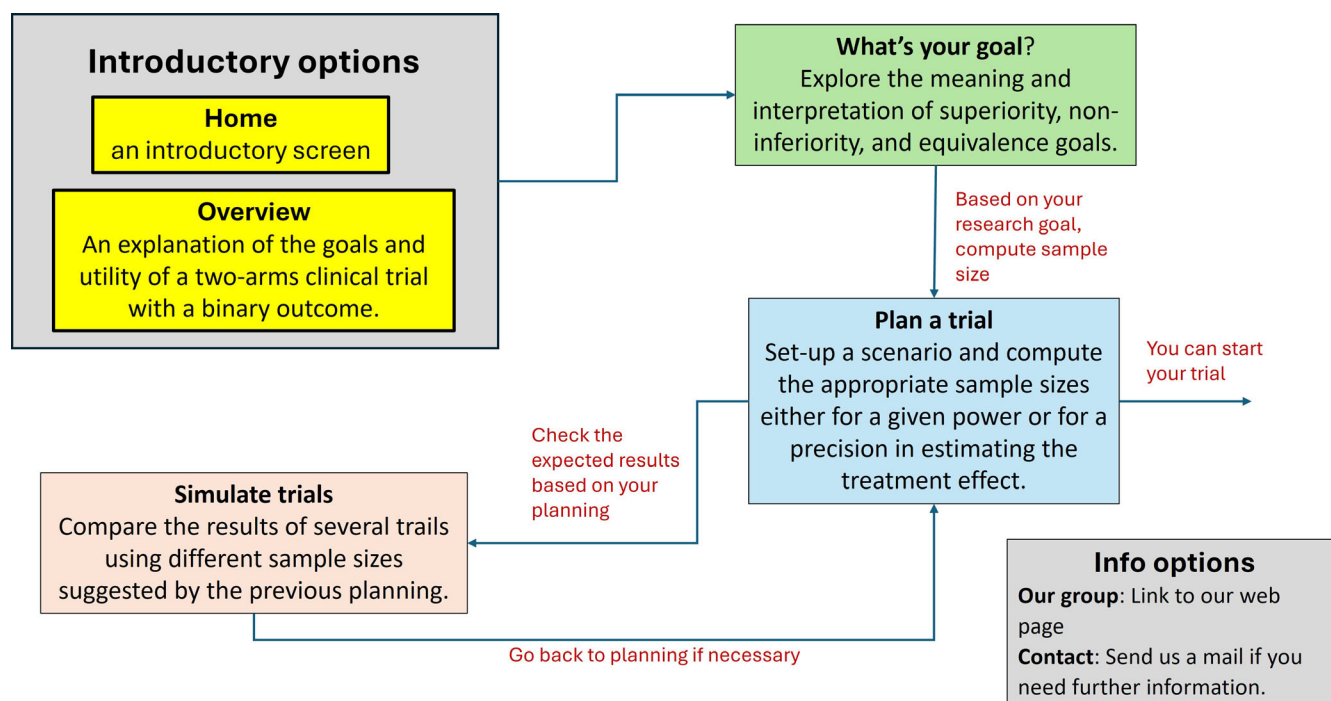 Introductory options
Home
an introductory screen
Overview
An explanation of the goals and
utility of a two-arms clinical trial
with a binary outcome.
What’s your goal?
Explore the meaning and
interpretation of superiority, non-
inferiority, and equivalence goals.
Based on your
research goal,
compute sample
size
Plan a trial
Set-up a scenario and compute
the appropriate sample sizes
either for a given power or for a
precision in estimating the
treatment effect.
You can start
your trial
Check the
expected results
based on your
planning
Simulate trials
Compare the results of several trails
using different sample sizes
suggested by the previous planning.
Go back to planning if necessary
Info options
Our group: Link to our web
page
Contact: Send us a mail if you
need further information.